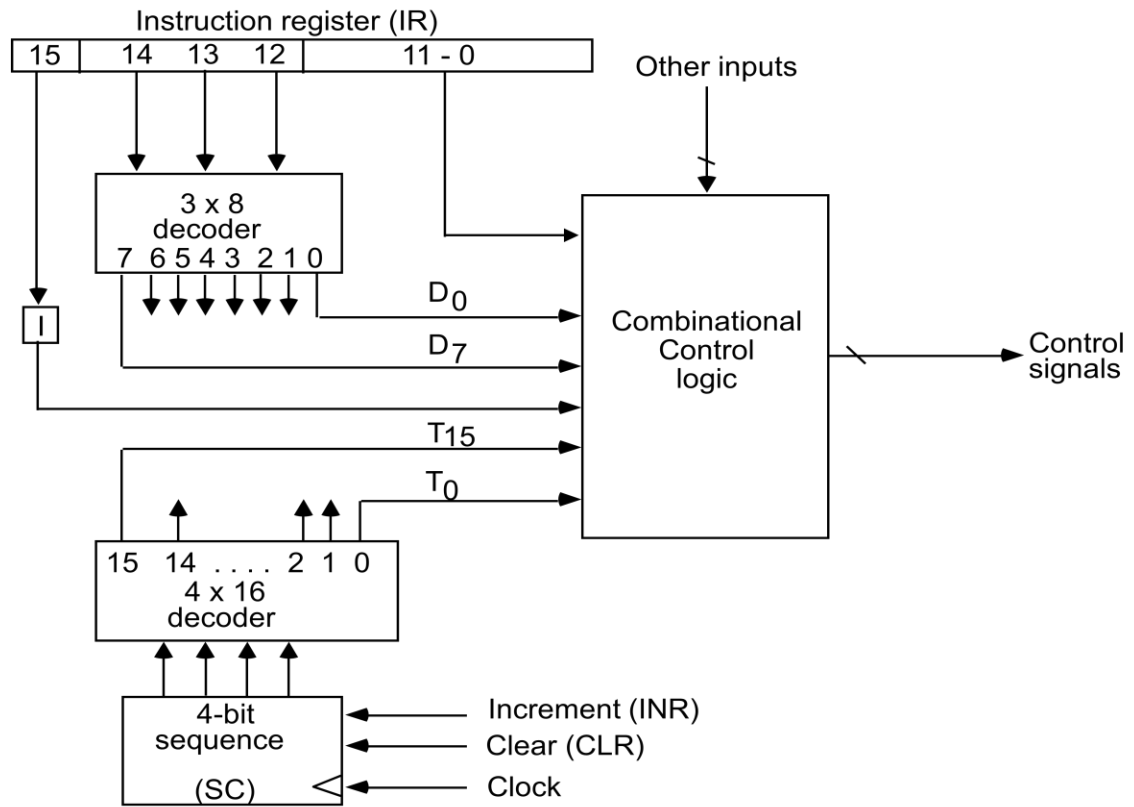 Instruction register (IR)
15 14 13 12 11 - 0
Other inputs
3 x 8
decoder
7 6 5 4 3 2 1 0
D0
I
D7
Combinational
Control
logic
Control
signals
T15
T0
15 14 . . . . 2 1 0
4 x 16
decoder
4-bit
sequence
(SC)
Increment (INR)
Clear (CLR)
Clock